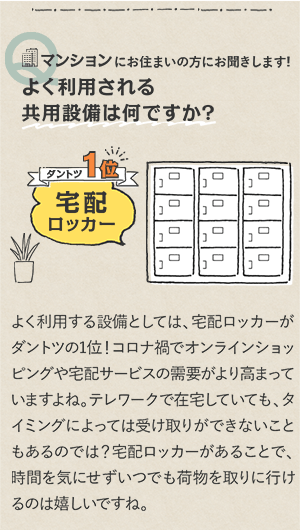 Q
マンションにお住まいの方にお聞きします!
よく利用される
共用設備は何ですか?
ダントツ1位
宅配
ロッカー
よく利用する設備としては、宅配ロッカーが
ダントツの1位!コロナ禍でオンラインショッ
ピングや宅配サービスの需要がより高まって
いますよね。テレワークで在宅していても、タ
イミングによっては受け取りができないこと
もあるのでは?宅配ロッカーがあることで、
時間を気にせずいつでも荷物を取りに行け
るのは嬉しいですね。